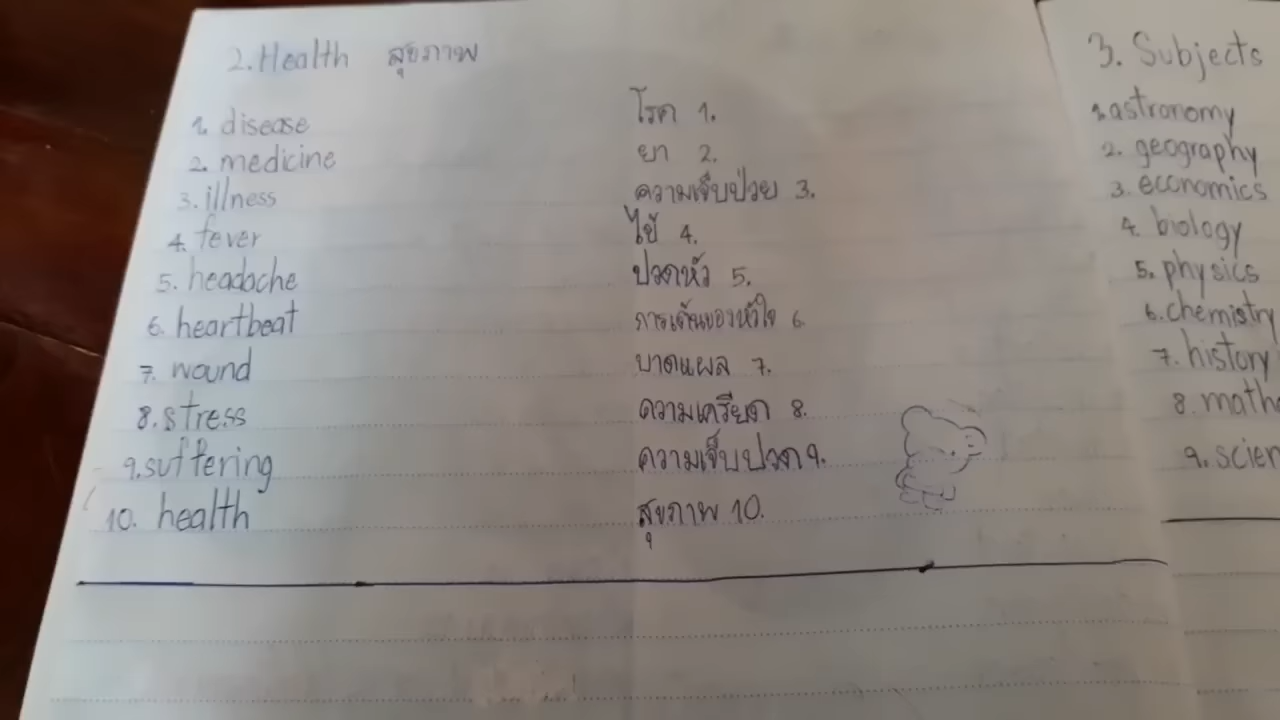 2. Health สุขภาพ
1. disease โรค 1.
2. medicine ยา 2.
3. illness ความเจ็บป่วย 3.
4. fever ไข้ 4.
5. headache ปวดหัว 5.
6. heartbeat การเต้นของหัวใจ 6.
7. wound บาดแผล 7.
8. stress ความเครียด 8.
9. suffering ความเจ็บปวด 9.
10. health สุขภาพ 10.
3. Subjects
1. astronomy
2. geography
3. economics
4. biology
5. physics
6. chemistry
7. history
8. math
9. scien